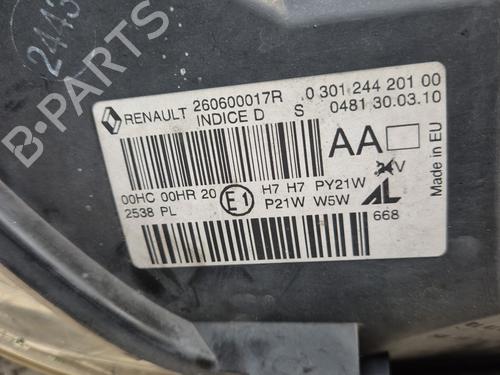 2443
B-PARTS
RENAULT 260600017R 0 301 244 201 00
INDICE D S 0481 30.03.10
AA
Made in EU
00HC 00HR 20 E1 H7 H7 PY21W V
2538 PL P21W W5W AL
668